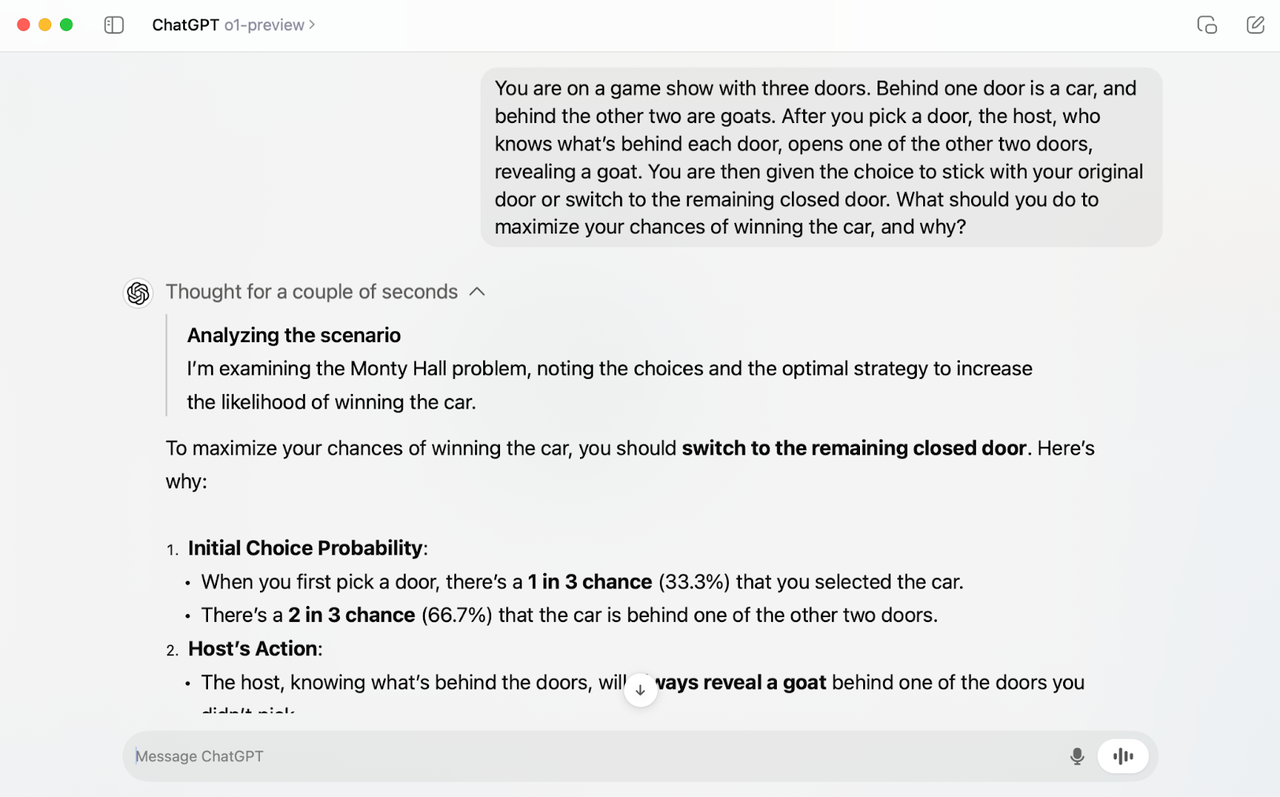 ChatGPT o1-preview >
You are on a game show with three doors. Behind one door is a car, and
behind the other two are goats. After you pick a door, the host, who
knows what’s behind each door, opens one of the other two doors,
revealing a goat. You are then given the choice to stick with your original
door or switch to the remaining closed door. What should you do to
maximize your chances of winning the car, and why?
Thought for a couple of seconds
Analyzing the scenario
I’m examining the Monty Hall problem, noting the choices and the optimal strategy to increase
the likelihood of winning the car.
To maximize your chances of winning the car, you should switch to the remaining closed door. Here’s
why:
1. Initial Choice Probability:
• When you first pick a door, there’s a 1 in 3 chance (33.3%) that you selected the car.
• There’s a 2 in 3 chance (66.7%) that the car is behind one of the other two doors.
2. Host’s Action:
• The host, knowing what’s behind the doors, will reveal a goat behind one of the doors you
Message ChatGPT